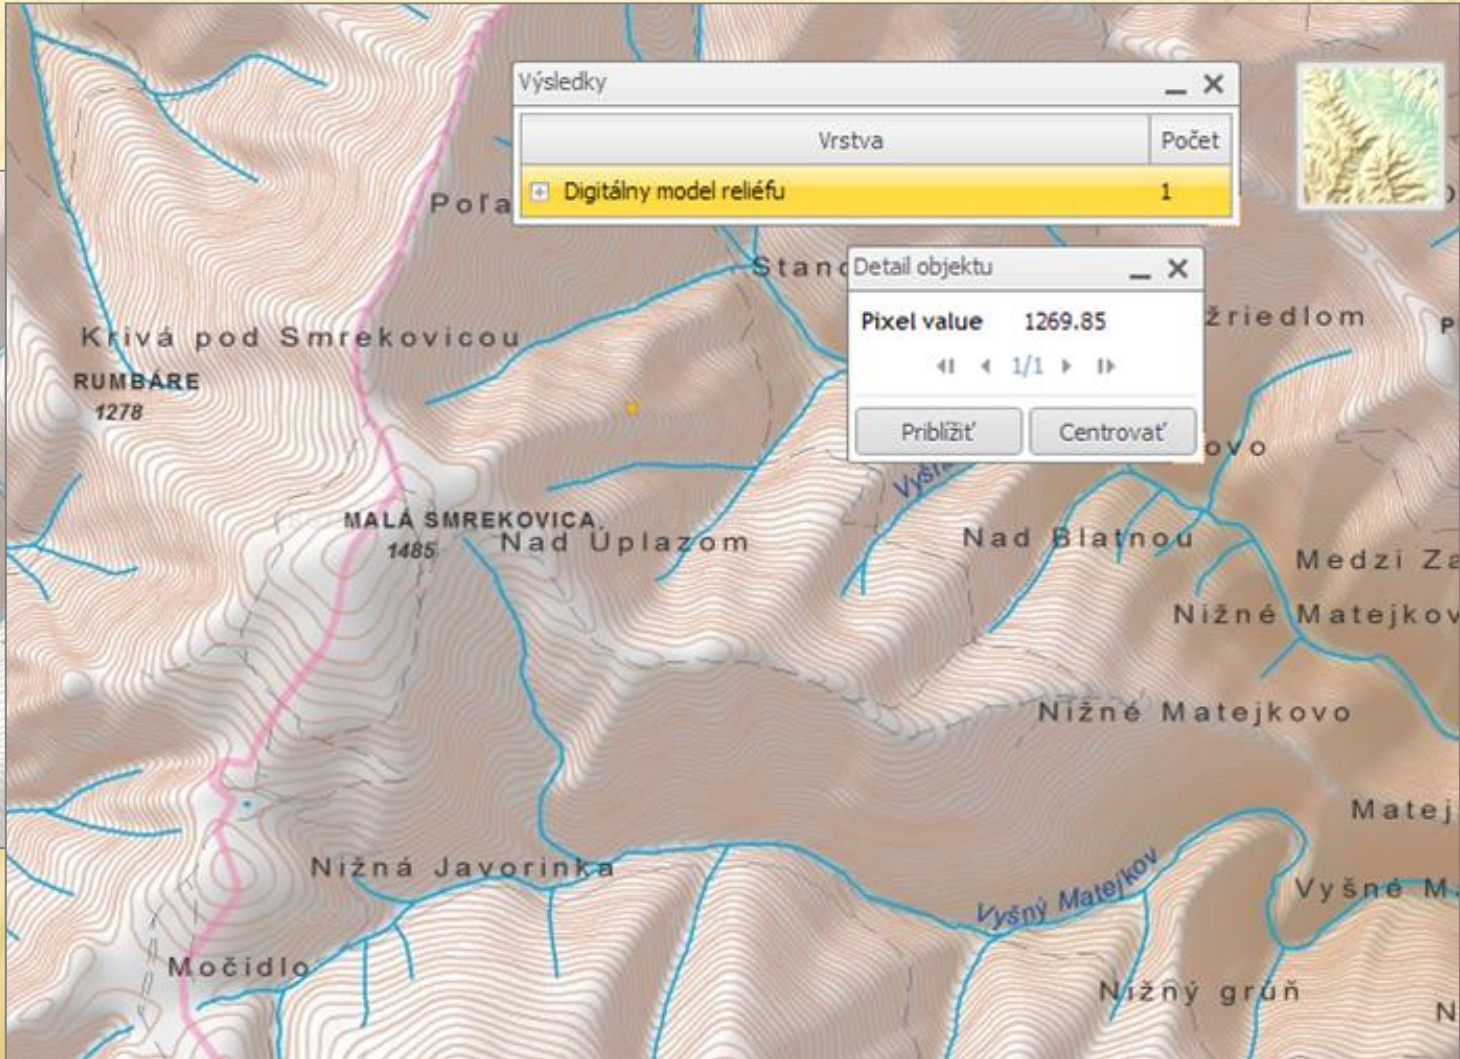 Výsledky
Vrstva Počet
Digitálny model reliéfu 1
Poľa
Detail objektu
Pixel value 1269.85
1/1
Priblížiť Centrovať
žriedlom
Krivá pod Smrekovicou
RUMBÁRE
1278
ovo
MALÁ SMREKOVICA
1485
Nad Úplazom
Nad Blatnou
Medzi Za
Nižné Matejkov
Nižné Matejkovo
Matej
Nižná Javorinka
Vyšný Matejkov
Vyšné M
Močidlo
Nižný grúň
N